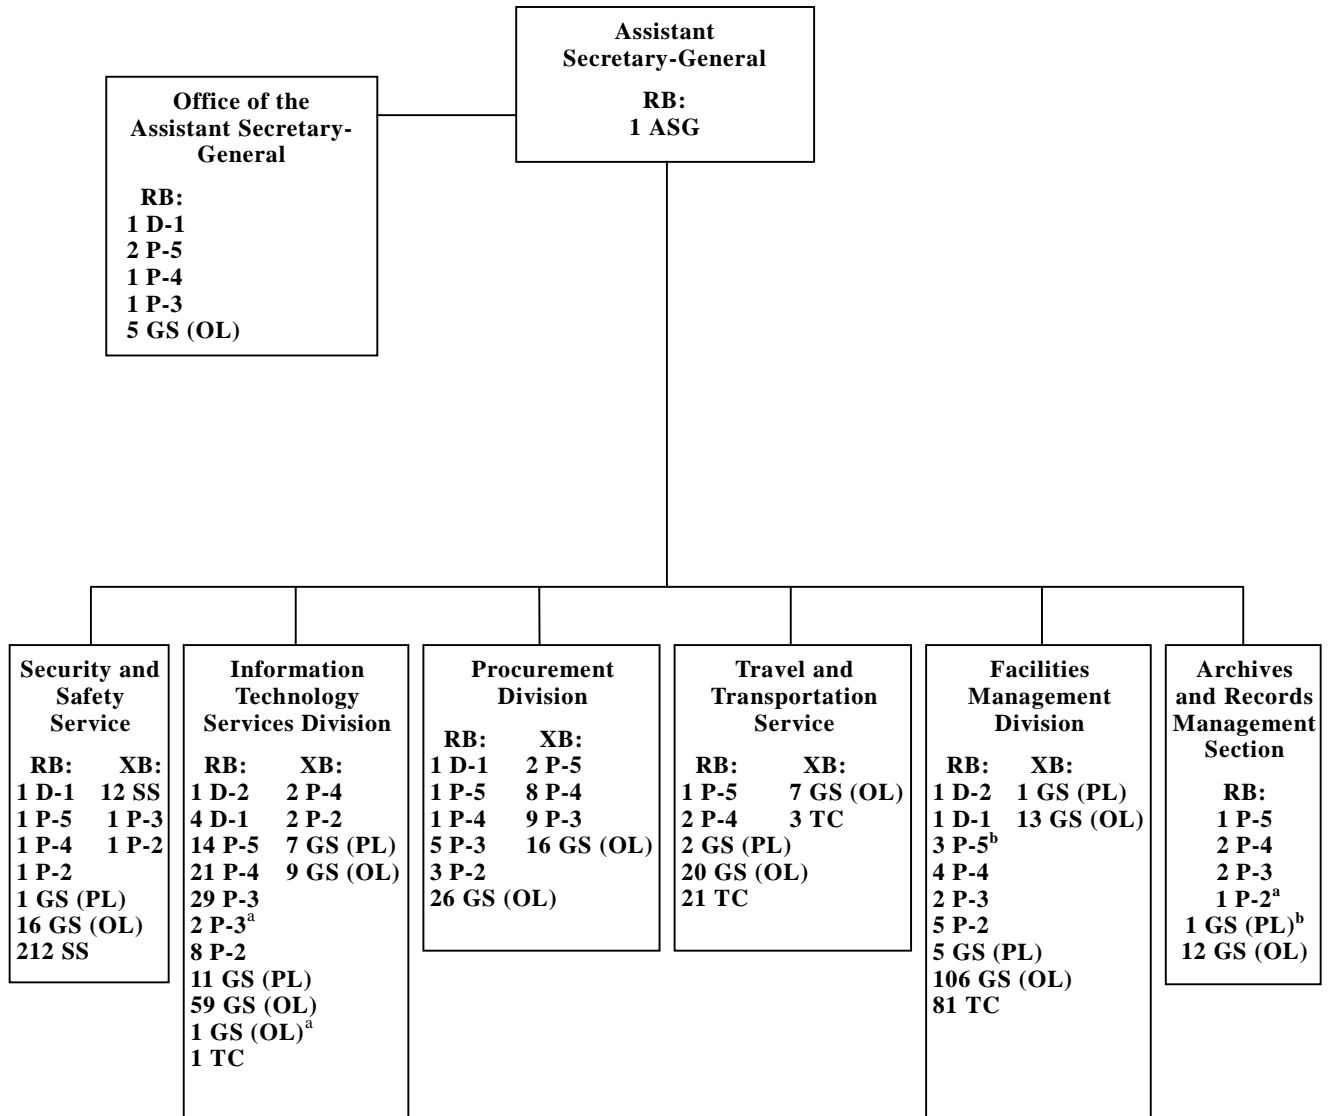 Assistant
Secretary-General
RB:
1 ASG
Office of the
Assistant Secretary-
General
RB:
1 D-1
2 P-5
1 P-4
1 P-3
5 GS (OL)
Security and
Safety
Service
RB: XB:
1 D-1 12 SS
1 P-5 1 P-3
1 P-4 1 P-2
1 P-2
1 GS (PL)
16 GS (OL)
212 SS
Information
Technology
Services Division
RB: XB:
1 D-2 2 P-4
4 D-1 2 P-2
14 P-5 7 GS (PL)
21 P-4 9 GS (OL)
29 P-3
2 P-3a
8 P-2
11 GS (PL)
59 GS (OL)
1 GS (OL)a
1 TC
Procurement
Division
RB: XB:
1 D-1 2 P-5
1 P-5 8 P-4
1 P-4 9 P-3
5 P-3 16 GS (OL)
3 P-2
26 GS (OL)
Travel and
Transportation
Service
RB: XB:
1 P-5 7 GS (OL)
2 P-4 3 TC
2 GS (PL)
20 GS (OL)
21 TC
Facilities
Management
Division
RB: XB:
1 D-2 1 GS (PL)
1 D-1 13 GS (OL)
3 P-5b
4 P-4
2 P-3
5 P-2
5 GS (PL)
106 GS (OL)
81 TC
Archives
and Records
Management
Section
RB:
1 P-5
2 P-4
2 P-3
1 P-2a
1 GS (PL)b
12 GS (OL)